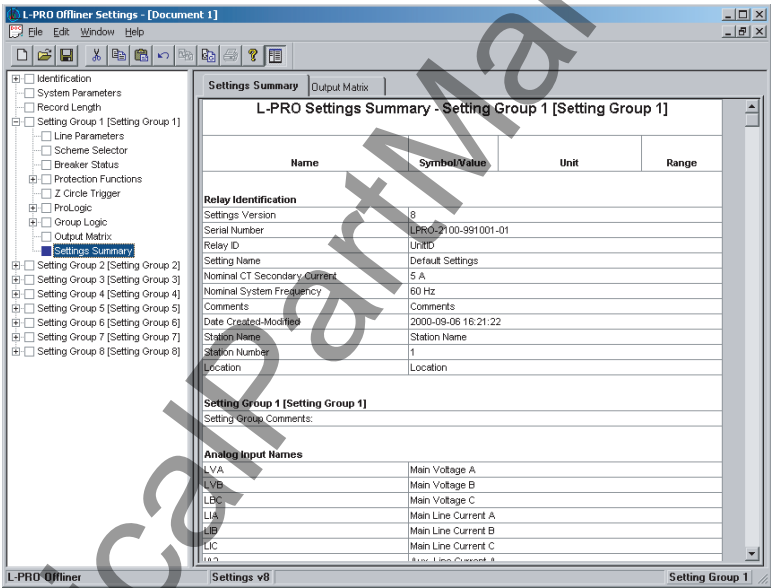 L-PRO Offliner Settings - [Document 1]
File Edit Window Help
Identification
System Parameters
Record Length
Setting Group 1 [Setting Group 1]
Line Parameters
Scheme Selector
Breaker Status
Protection Functions
Z Circle Trigger
ProLogic
Group Logic
Output Matrix
Settings Summary
Setting Group 2 [Setting Group 2]
Setting Group 3 [Setting Group 3]
Setting Group 4 [Setting Group 4]
Setting Group 5 [Setting Group 5]
Setting Group 6 [Setting Group 6]
Setting Group 7 [Setting Group 7]
Setting Group 8 [Setting Group 8]
Settings Summary Output Matrix
L-PRO Settings Summary - Setting Group 1 [Setting Group 1]
Name Symbol/Value Unit Range
Relay Identification
Settings Version 8
Serial Number LPRO-2100-991001-01
Relay ID UnitID
Setting Name Default Settings
Nominal CT Secondary Current 5 A
Nominal System Frequency 60 Hz
Comments Comments
Date Created-Modified 2000-09-06 16:21:22
Station Name Station Name
Station Number 1
Location Location
Setting Group 1 [Setting Group 1]
Setting Group Comments:
Analog Input Names
LVA Main Voltage A
LVB Main Voltage B
LBC Main Voltage C
LIA Main Line Current A
LIB Main Line Current B
LIC Main Line Current C
L-PRO Offliner Settings v8 Setting Group 1